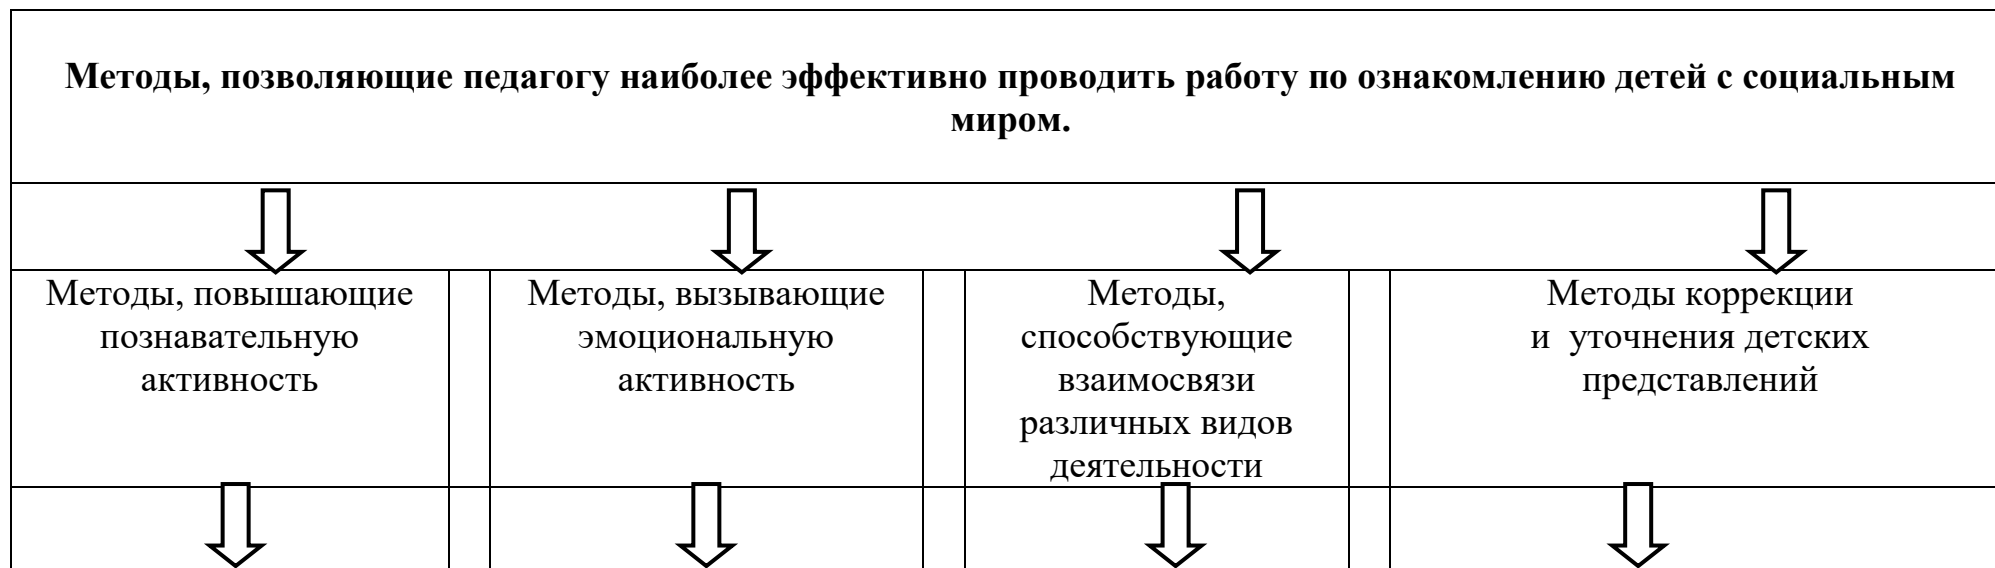 Методы, позволяющие педагогу наиболее эффективно проводить работу по ознакомлению детей с социальным
миром.
Методы, повышающие
познавательную
активность
Методы, вызывающие
эмоциональную
активность
Методы,
способствующие
взаимосвязи
различных видов
деятельности
Методы коррекции
и  уточнения детских
представлений